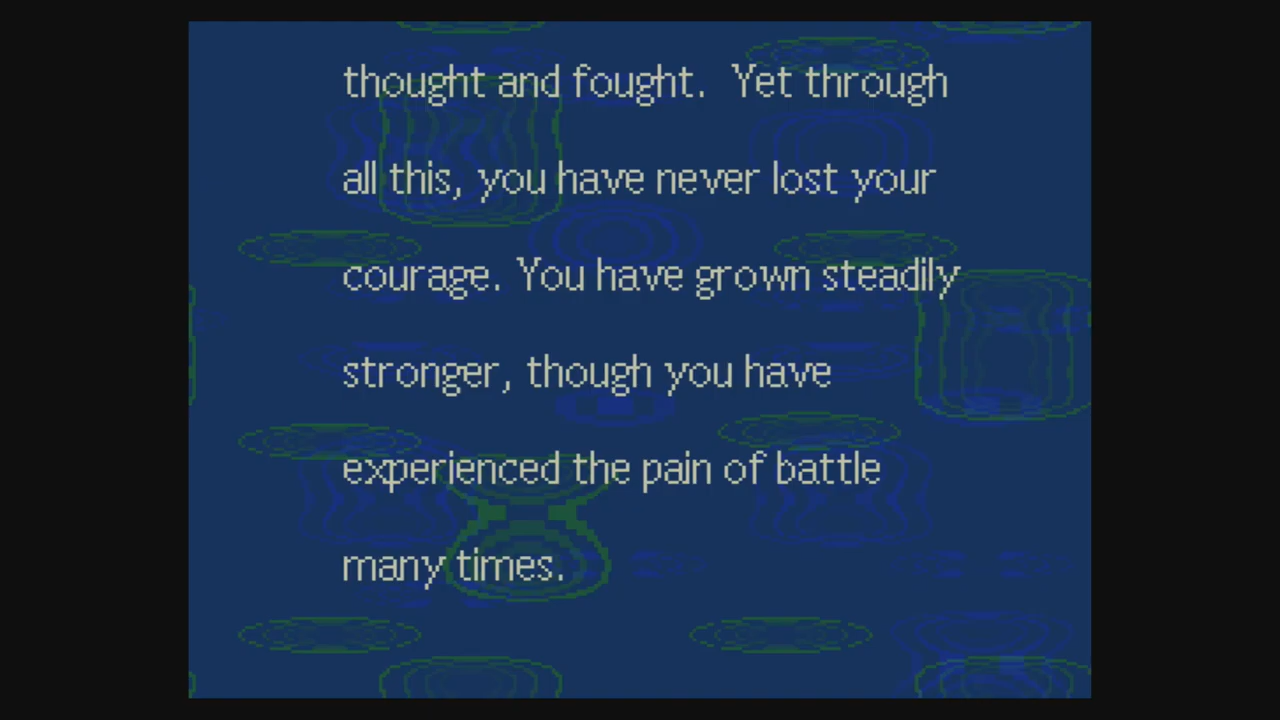 thought and fought.  Yet through
all this, you have never lost your
courage. You have grown steadily
stronger, though you have
experienced the pain of battle
many times.